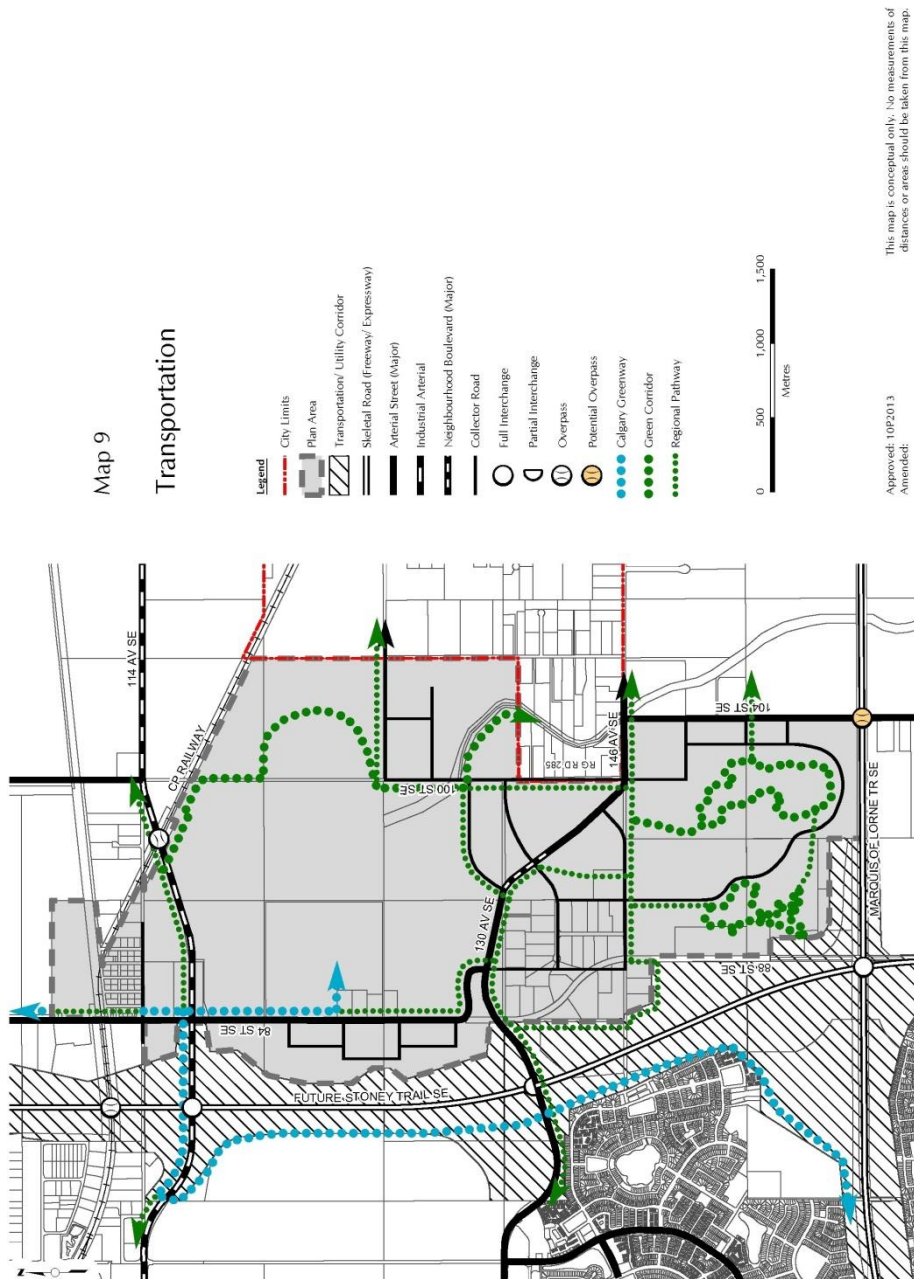 Map 9
Transportation
Legend
City Limits
Plan Area
Transportation/ Utility Corridor
Skeletal Road (Freeway/ Expressway)
Arterial Street (Major)
Industrial Arterial
Neighbourhood Boulevard (Major)
Collector Road
Full Interchange
Partial Interchange
Overpass
Potential Overpass
Calgary Greenway
Green Corridor
Regional Pathway
0 500 1,000 1,500
Metres
Approved: 10P2013
Amended:
This map is conceptual only. No measurements of
distances or areas should be taken from this map.
114 AV SE
CP RAILWAY
100 ST SE
RG RD 285
146 AV SE
104 ST SE
130 AV SE
84 ST SE
88 ST SE
FUTURE STONEY TRAIL SE
MARQUIS OF LORNE TR SE